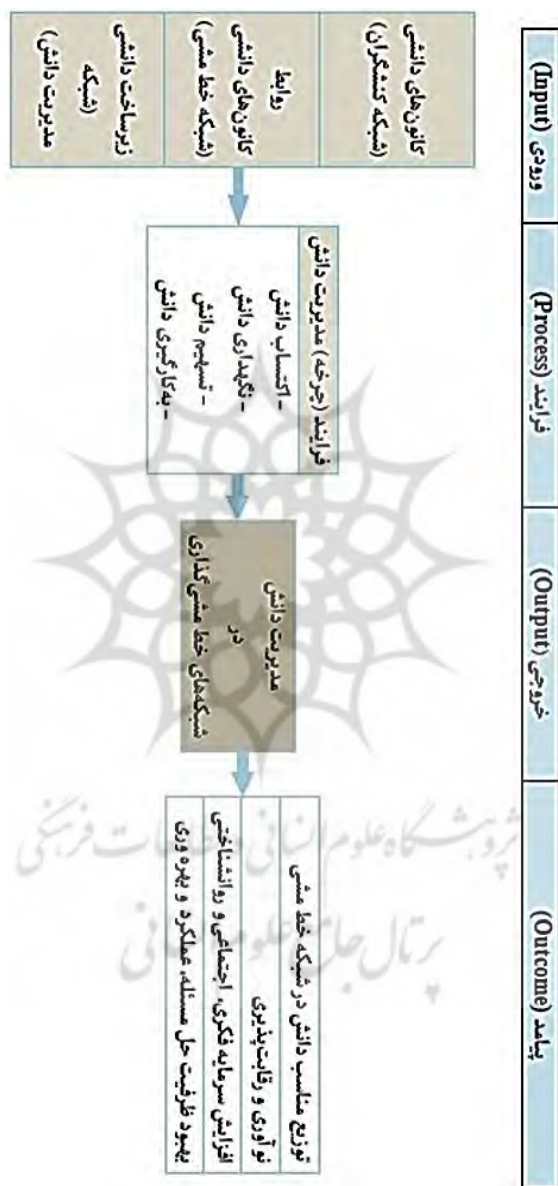 ورودی (Input)
فرایند (Process)
خروجی (Output)
پیامد (Outcome)
کانون‌های دانشی
(شبکه کنشگران)
روابط
کانون‌های دانشی
(شبکه خط مشی)
زیرساخت دانشی
(شبکه
مدیریت دانش)
فرایند (چرخه) مدیریت دانش
- اکتساب دانش
- نگهداری دانش
- تسهیم دانش
- به‌کارگیری دانش
مدیریت دانش
در
شبکه‌های خط مشی‌گذاری
توزیع مناسب دانش در شبکه خط مشی
نوآوری و رقابت‌پذیری
افزایش سرمایه فکری، اجتماعی و روانشناختی
بهبود ظرفیت حل مسئله، عملکرد و بهره وری
پژوهشگاه علوم انسانی و مطالعات فرهنگی
پرتال جامع علوم انسانی